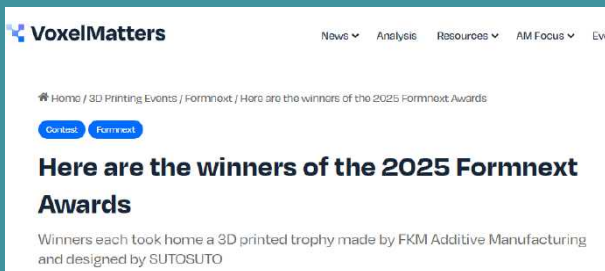 VoxelMatters
News Analysis Resources AM Focus Eve
Home / 3D Printing Events / Formnext / Here are the winners of the 2025 Formnext Awards
Contest Formnext
Here are the winners of the 2025 Formnext
Awards
Winners each took home a 3D printed trophy made by FKM Additive Manufacturing
and designed by SUTOSUTO